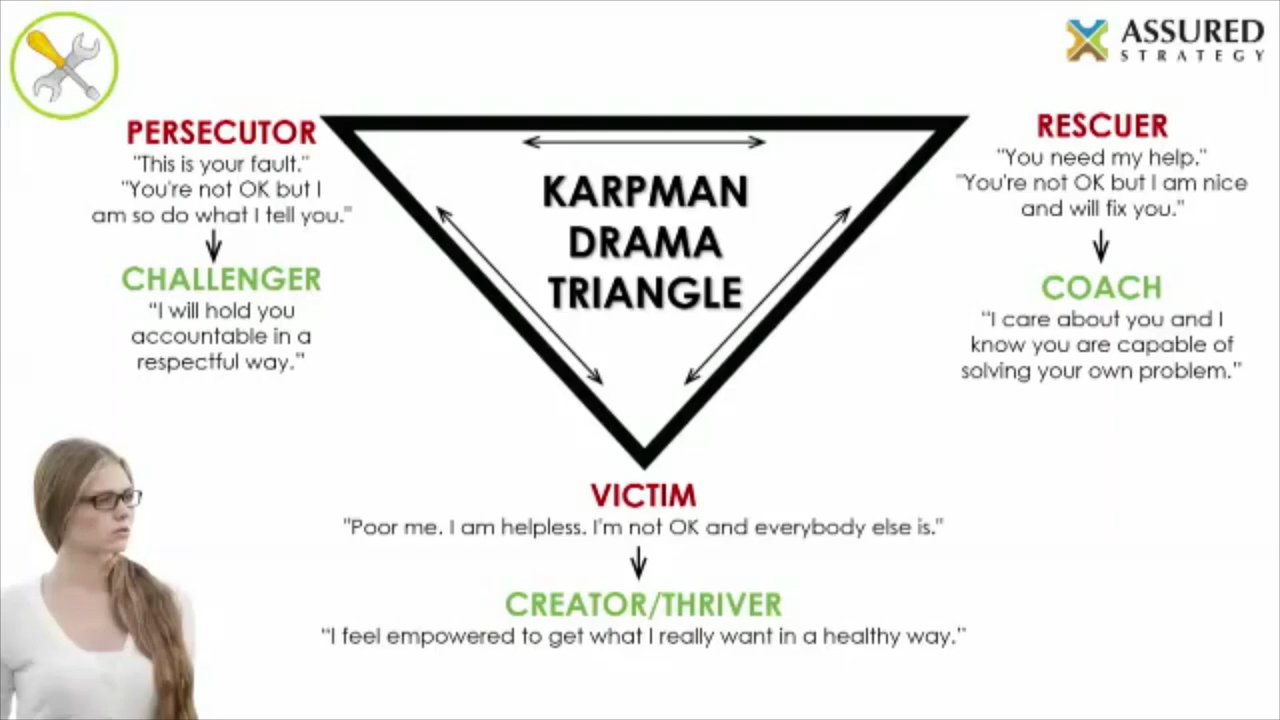 ASSURED
STRATEGY
PERSECUTOR
"This is your fault."
"You're not OK but I
am so do what I tell you."
CHALLENGER
“I will hold you
accountable in a
respectful way.”
KARPMAN
DRAMA
TRIANGLE
RESCUER
"You need my help."
"You're not OK but I am nice
and will fix you."
COACH
“I care about you and I
know you are capable of
solving your own problem.”
VICTIM
"Poor me. I am helpless. I'm not OK and everybody else is."
CREATOR/THRIVER
“I feel empowered to get what I really want in a healthy way.”